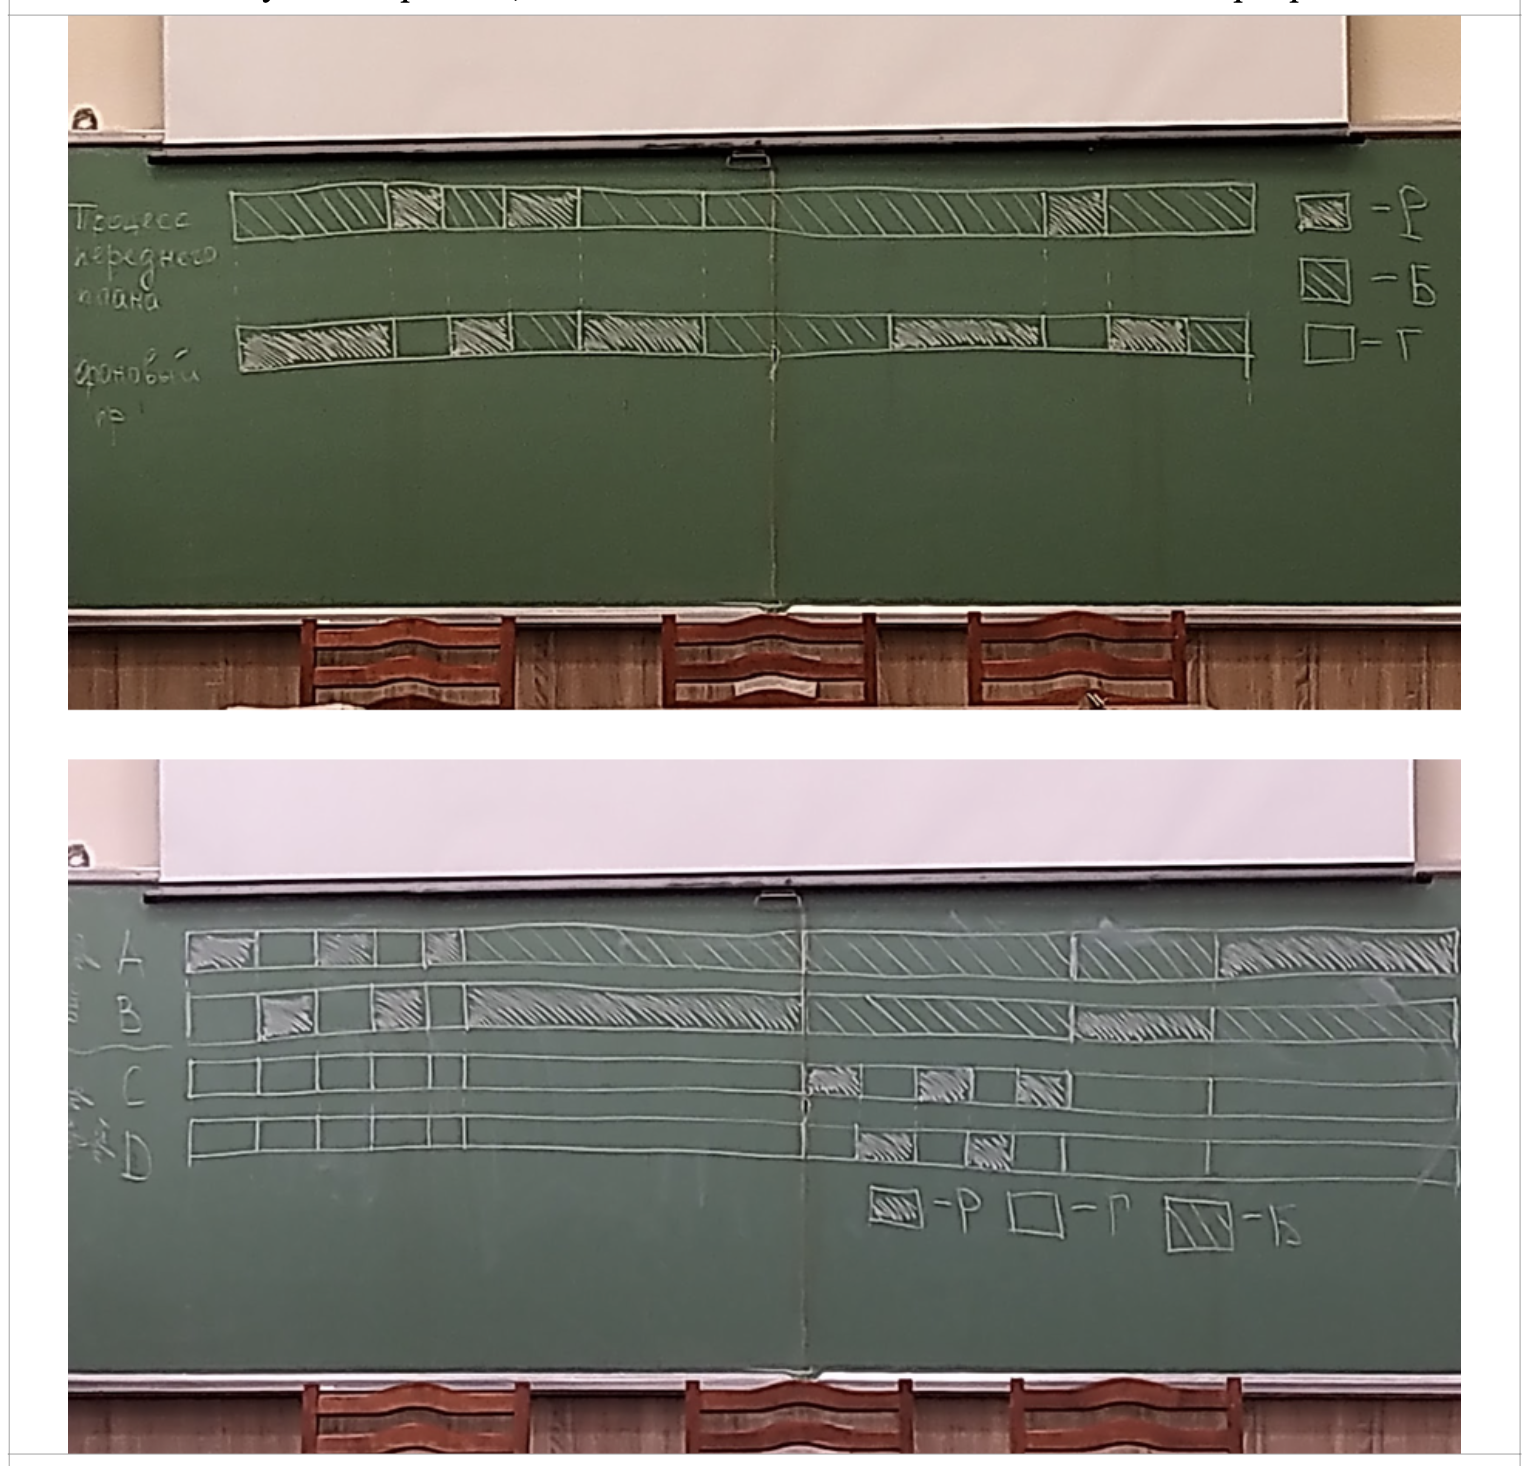 Процесс
переднего
плана
фоновый
пр
- Р
- Б
- Г
A
B
C
D
- Р
- Г
- Б